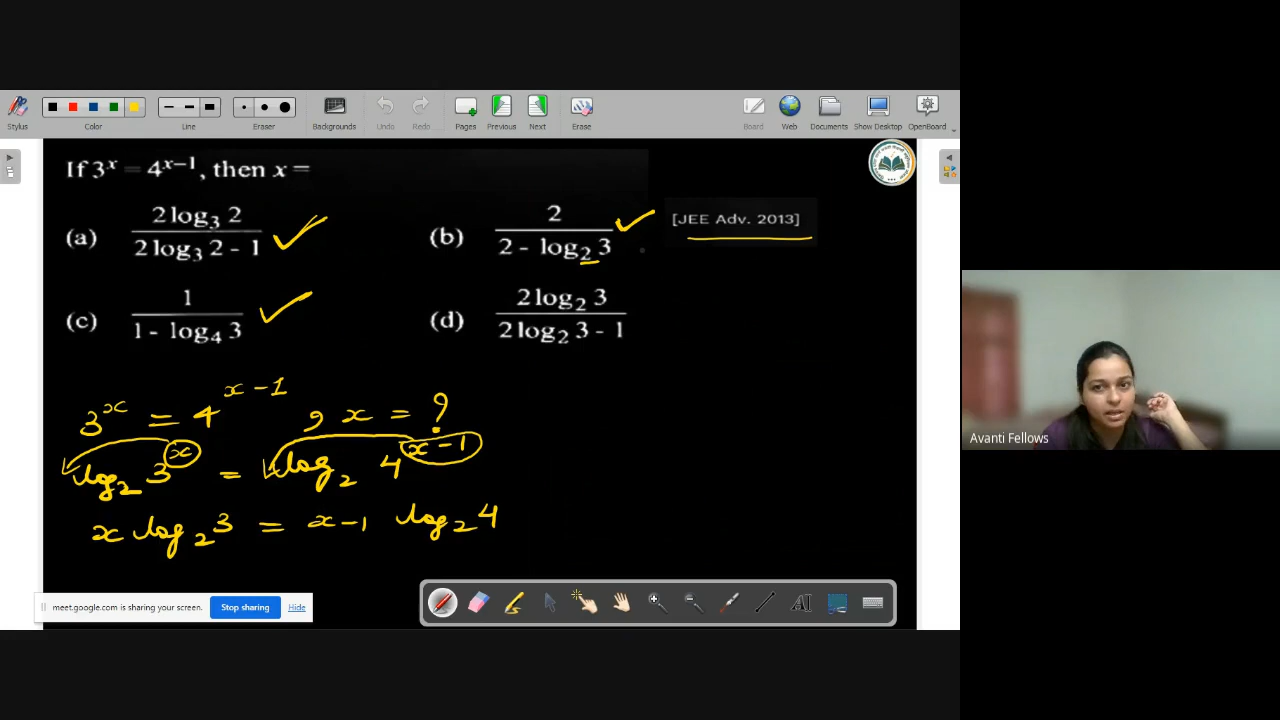 Stylus Color Line Eraser Backgrounds Undo Redo Pages Previous Next Erase Board Web Documents Show Desktop OpenBoard
If 3^x = 4^(x−1), then x =
(a) 2 log₃ 2 / 2 log₃ 2 - 1
(b) 2 / 2 - log₂ 3
[JEE Adv. 2013]
(c) 1 / 1 - log₄ 3
(d) 2 log₂ 3 / 2 log₂ 3 - 1
3^x = 4^(x-1) , x = ?
log₂ 3^x = log₂ 4^(x-1)
x log₂ 3 = x-1 log₂ 4
Avanti Fellows
meet.google.com is sharing your screen. Stop sharing Hide
AI